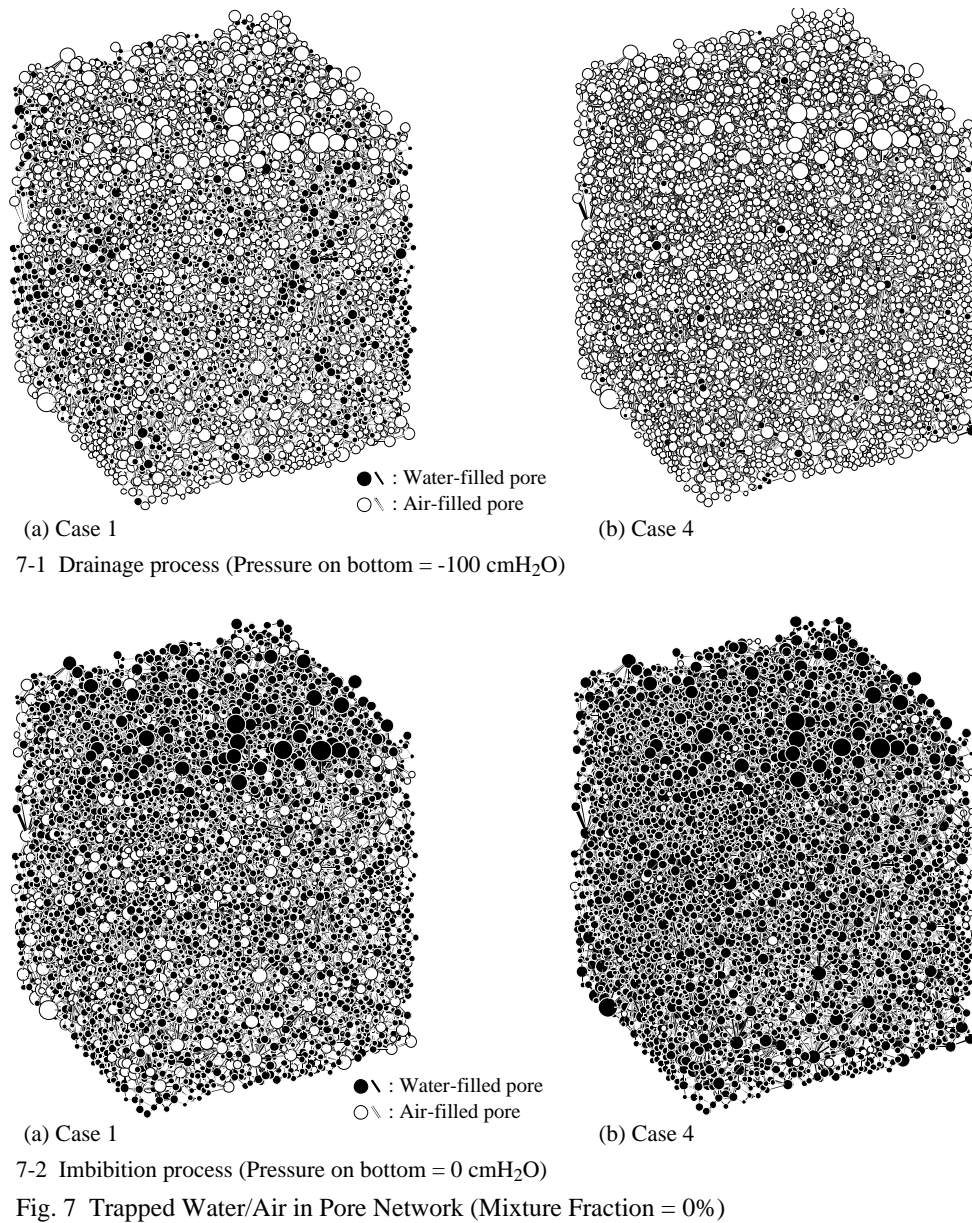 : Water-filled pore
: Air-filled pore
(a) Case 1
(b) Case 4
7-1 Drainage process (Pressure on bottom = -100 cmH2O)
: Water-filled pore
: Air-filled pore
(a) Case 1
(b) Case 4
7-2 Imbibition process (Pressure on bottom = 0 cmH2O)
Fig. 7 Trapped Water/Air in Pore Network (Mixture Fraction = 0%)